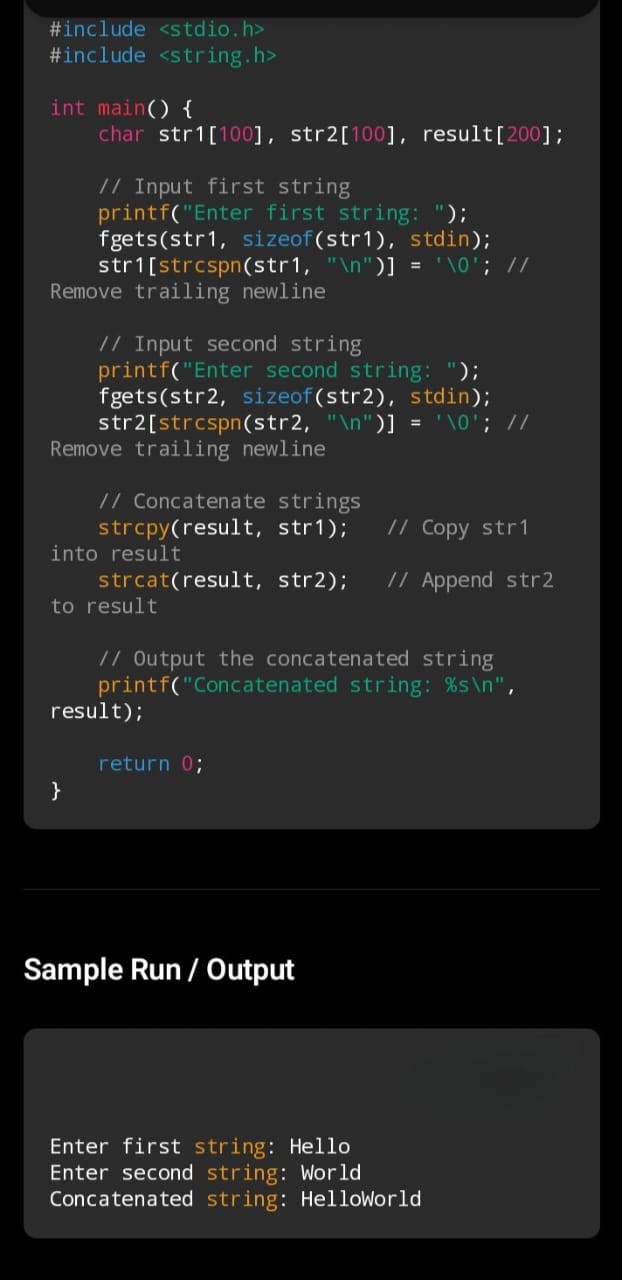 #include <stdio.h>
#include <string.h>

int main() {
    char str1[100], str2[100], result[200];

    // Input first string
    printf("Enter first string: ");
    fgets(str1, sizeof(str1), stdin);
    str1[strcspn(str1, "\n")] = '\0'; //
Remove trailing newline

    // Input second string
    printf("Enter second string: ");
    fgets(str2, sizeof(str2), stdin);
    str2[strcspn(str2, "\n")] = '\0'; //
Remove trailing newline

    // Concatenate strings
    strcpy(result, str1);   // Copy str1
into result
    strcat(result, str2);   // Append str2
to result

    // Output the concatenated string
    printf("Concatenated string: %s\n",
result);

    return 0;
}

Sample Run / Output

Enter first string: Hello
Enter second string: World
Concatenated string: HelloWorld